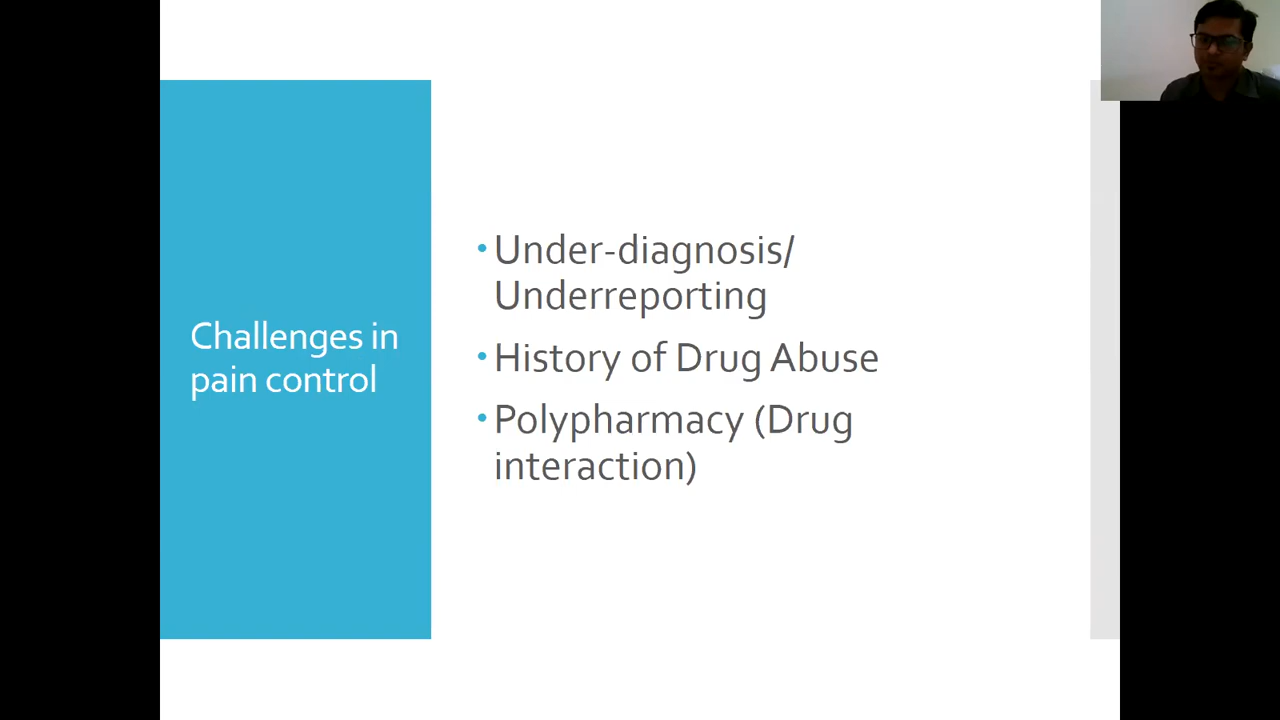 Challenges in
pain control
• Under-diagnosis/
Underreporting
• History of Drug Abuse
• Polypharmacy (Drug
interaction)